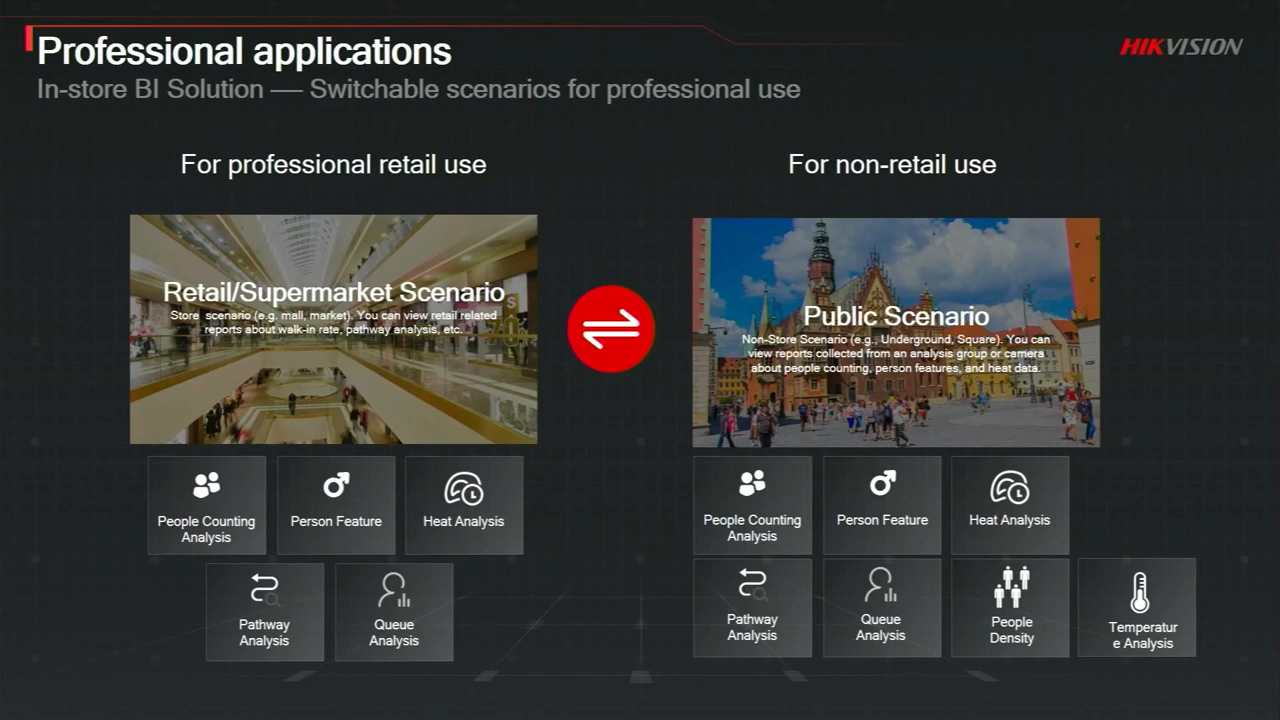 Professional applications
HIKVISION
In-store BI Solution — Switchable scenarios for professional use
For professional retail use
For non-retail use
Retail/Supermarket Scenario
Store scenario (e.g. mall, market). You can view retail related
reports about walk-in rate, pathway analysis, etc.
Public Scenario
Non-Store Scenario (e.g., Underground, Square). You can
view reports collected from an analysis group or camera
about people counting, person features, and heat data.
People Counting
Analysis
Person Feature
Heat Analysis
Pathway
Analysis
Queue
Analysis
People Counting
Analysis
Person Feature
Heat Analysis
Pathway
Analysis
Queue
Analysis
People
Density
Temperatur
e Analysis